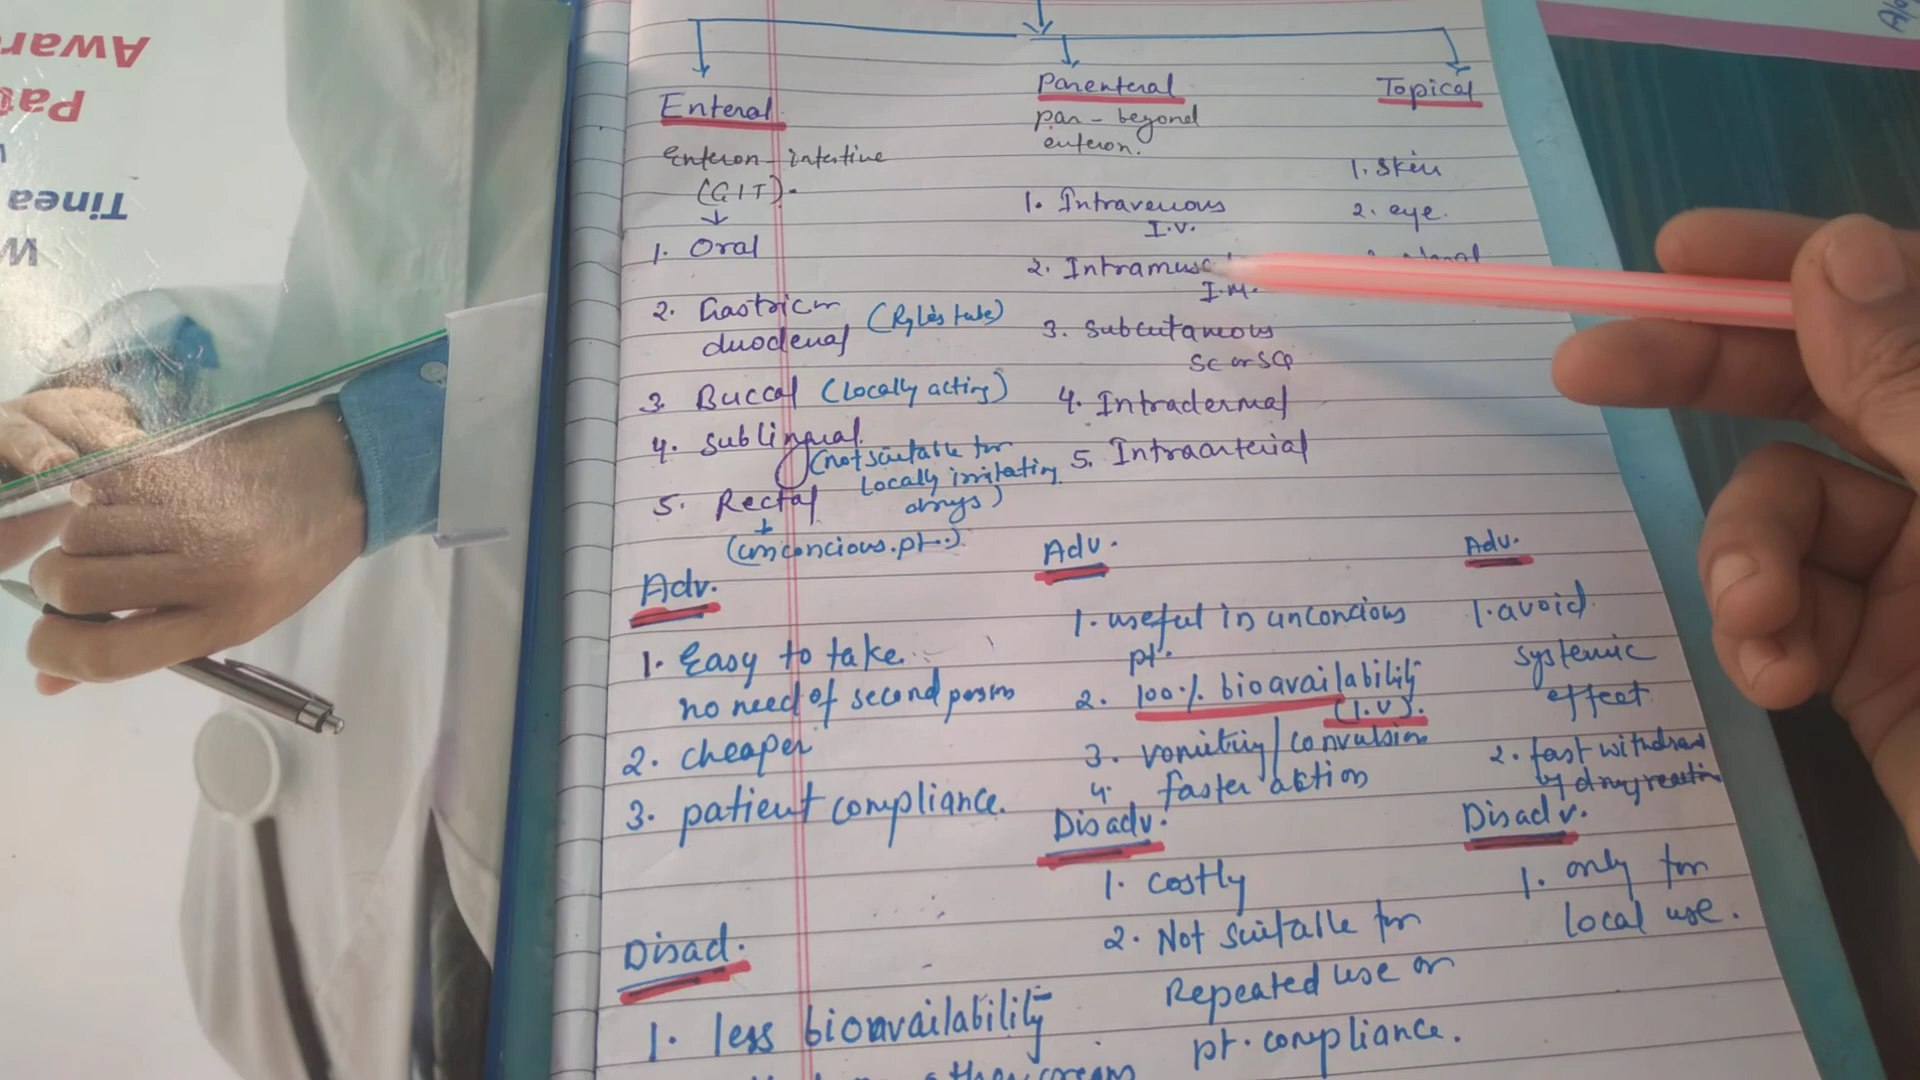 Enteral
Enteron - intestine
(GIT).
1. Oral
2. Gastric or
duodenal
(Ryles tube)
3. Buccal (Locally acting)
4. sublingual
(not suitable for
locally irritating
drugs)
5. Rectal
(unconcious.pt..)
Adv.
1. Easy to take
no need of second person
2. cheaper
3. patient compliance.
Disad.
1. less bioavailability
Parenteral
par - beyond
enteron.
1. Intravenous
I.V.
2. Intramusc
I.M.
3. Subcutaneous
SC or SQ
4. Intradermal
5. Intraarterial
Adv.
1. useful in unconcious
pt.
2. 100% bioavailability
(I.V).
3. vomiting/convulsion
4. faster action
Disadv.
1. costly
2. Not suitable for
Repeated use or
pt. compliance.
Topical
1. Skin
2. eye.
Adv.
1. avoid
systemic
effect
2. fast withdraw
Disadv.
1. only for
local use.
Tinea
W